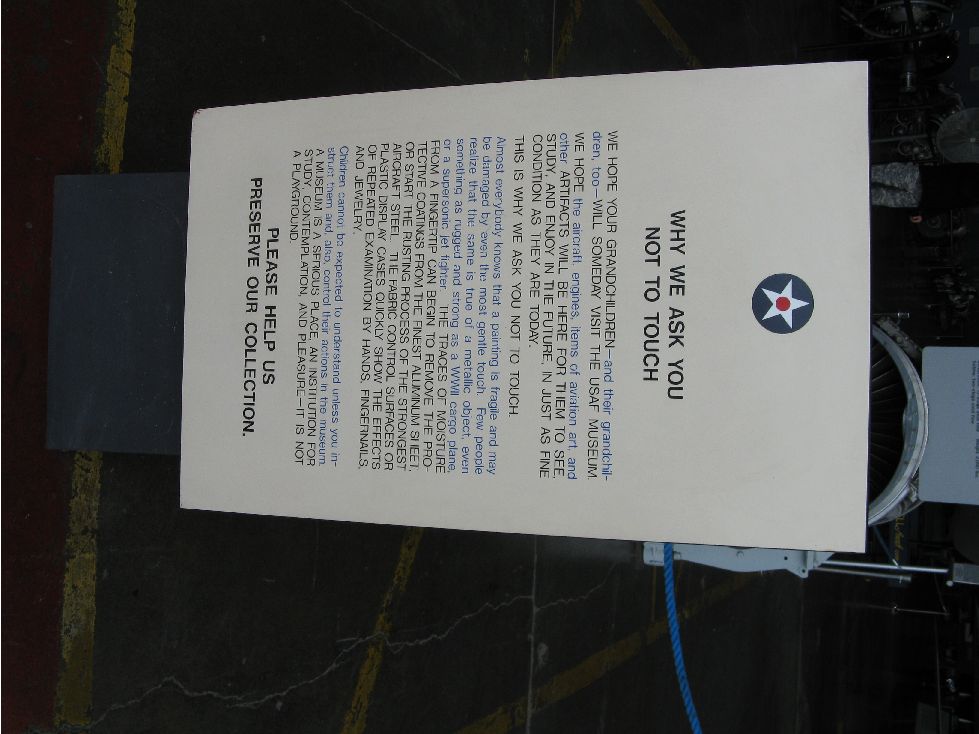 WHY WE ASK YOU
NOT TO TOUCH
WE HOPE YOUR GRANDCHILDREN—and their grandchil-
dren, too—WILL SOMEDAY VISIT THE USAF MUSEUM
WE HOPE the aircraft, engines, items of aviation art, and
other ARTIFACTS WILL BE HERE FOR THEM TO SEE,
STUDY, AND ENJOY IN THE FUTURE, IN JUST AS FINE
CONDITION AS THEY ARE TODAY.
THIS IS WHY WE ASK YOU NOT TO TOUCH.
Almost everybody knows that a painting is fragile and may
be damaged by even the most gentle touch. Few people
realize that the same is true of a metallic object, even
something as rugged and strong as a WWII cargo plane,
or a supersonic jet fighter. THE TRACES OF MOISTURE
FROM A FINGERTIP CAN BEGIN TO REMOVE THE PRO-
TECTIVE COATINGS FROM THE FINEST ALUMINUM SHEET,
OR START THE RUSTING PROCESS OF THE STRONGEST
AIRCRAFT STEEL. THE FABRIC CONTROL SURFACES OR
PLASTIC DISPLAY CASES QUICKLY SHOW THE EFFECTS
OF REPEATED EXAMINATION BY HANDS, FINGERNAILS,
AND JEWELRY.
Children cannot be expected to understand unless you in-
struct them and, also, control their actions in the museum.
A MUSEUM IS A SERIOUS PLACE, AN INSTITUTION FOR
STUDY, CONTEMPLATION, AND PLEASURE—IT IS NOT
A PLAYGROUND.
PLEASE HELP US
PRESERVE OUR COLLECTION.